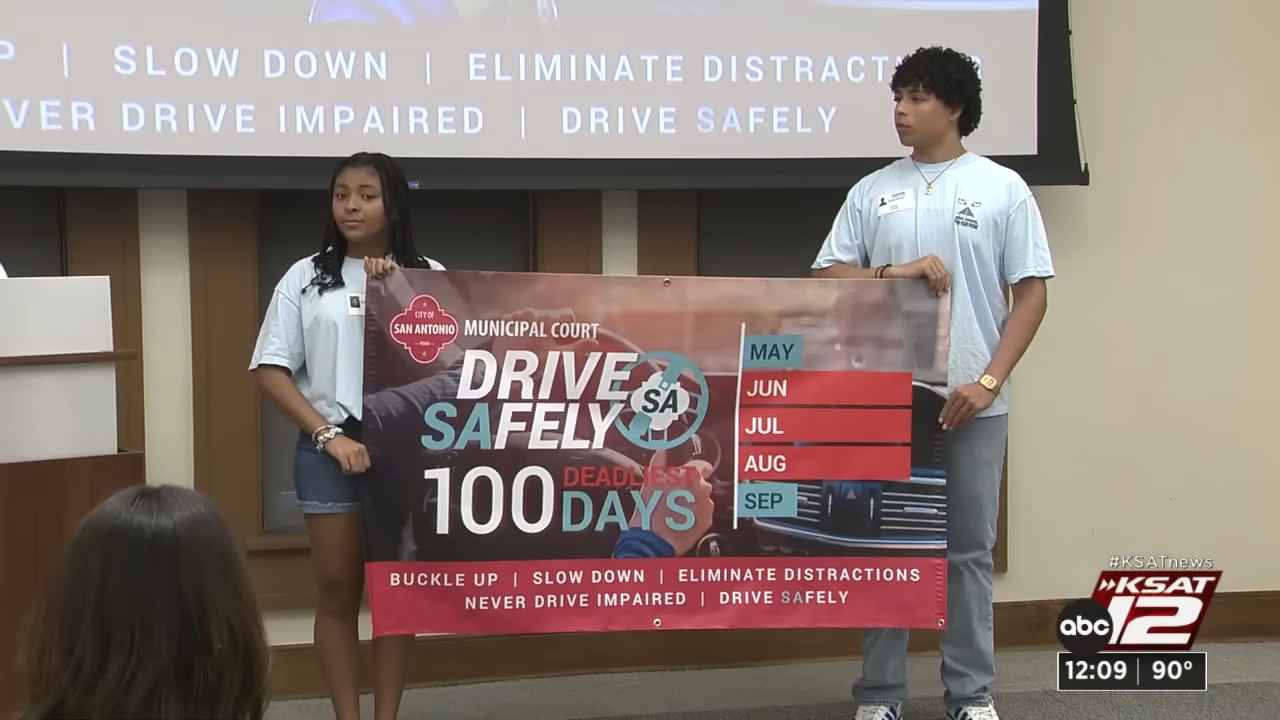 P | SLOW DOWN | ELIMINATE DISTRACT
VER DRIVE IMPAIRED | DRIVE SAFELY
CITY OF
SAN ANTONIO
TEXAS
MUNICIPAL COURT
DRIVE
SAFELY
SA
100 DEADLIEST
DAYS
MAY
JUN
JUL
AUG
SEP
BUCKLE UP | SLOW DOWN | ELIMINATE DISTRACTIONS
NEVER DRIVE IMPAIRED | DRIVE SAFELY
#KSATnews
KSAT
abc 12
12:09 | 90°